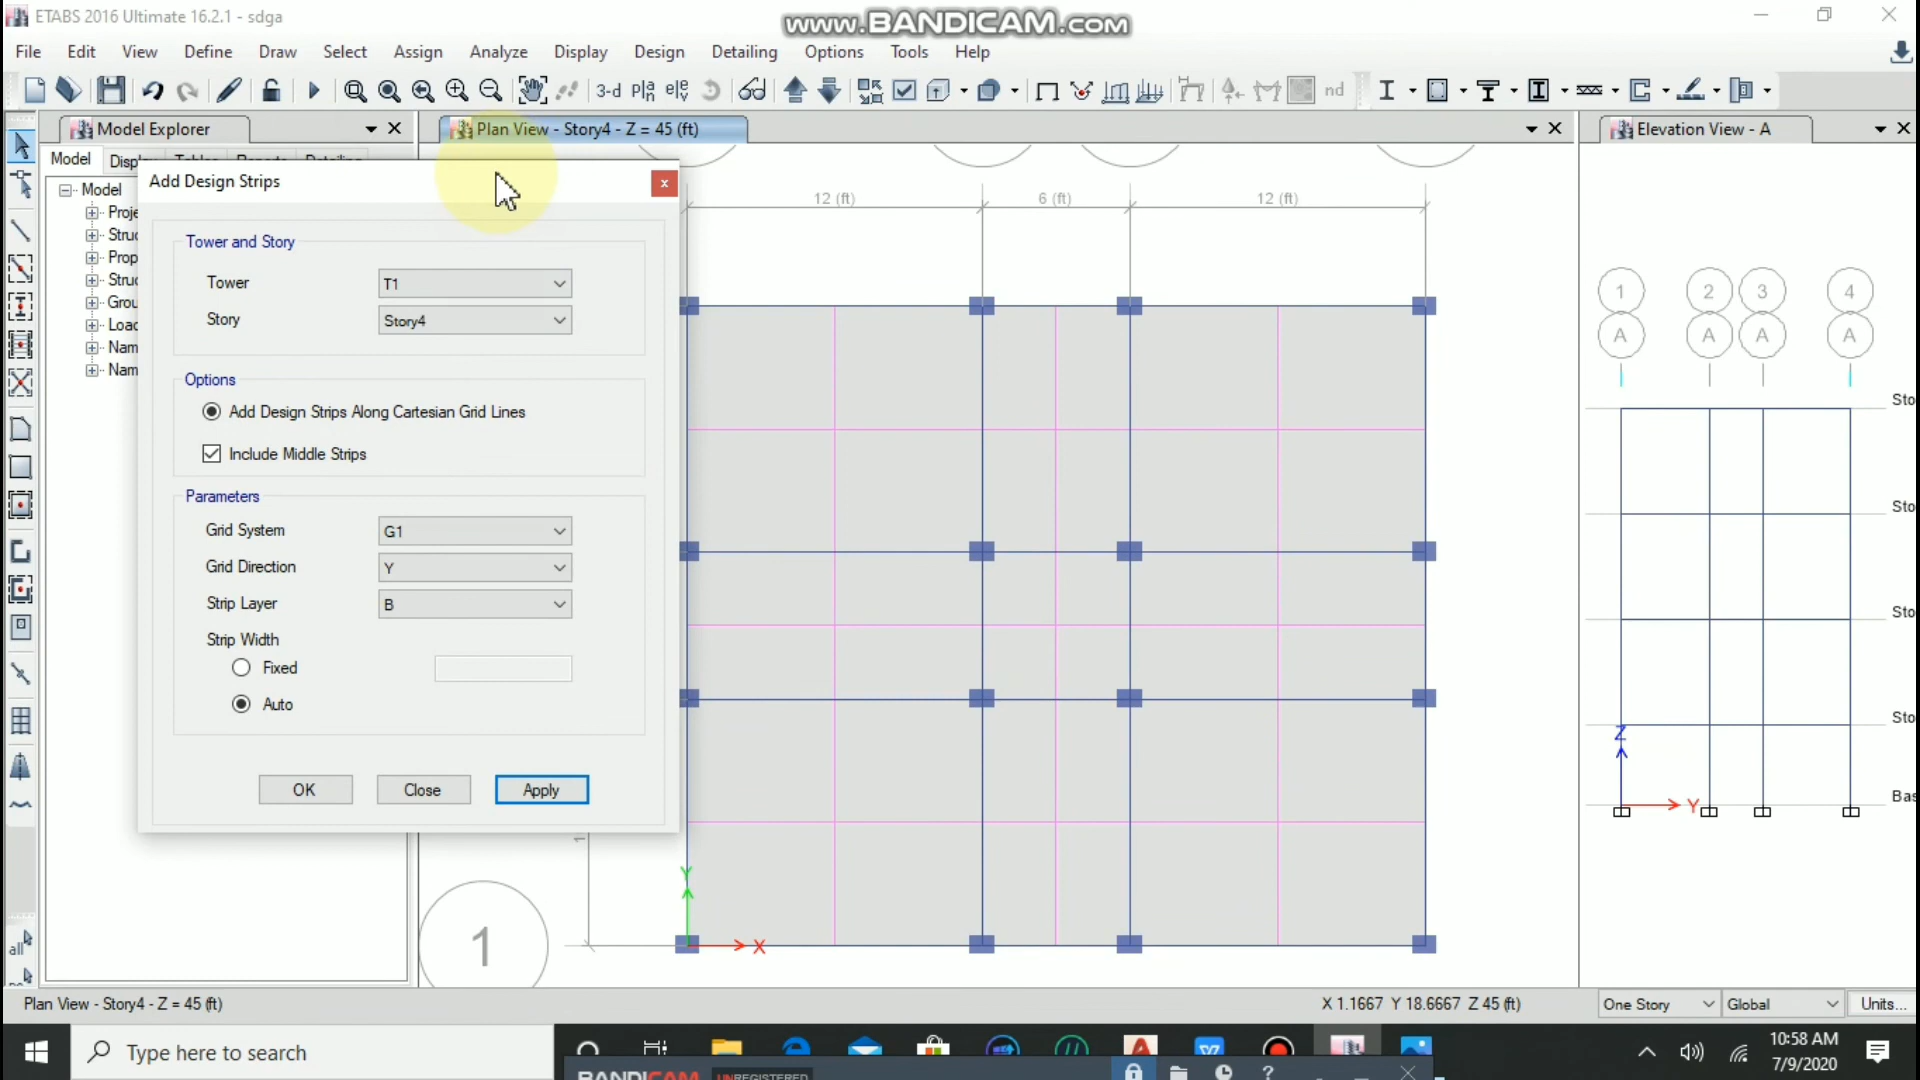 ETABS 2016 Ultimate 16.2.1 - sdga
www.BANDICAM.com
File Edit View Define Draw Select Assign Analyze Display Design Detailing Options Tools Help
3-d
nd
Model Explorer
Plan View - Story4 - Z = 45 (ft)
Elevation View - A
Model
Model
Add Design Strips
x
Tower and Story
Tower T1
Story Story4
Options
Add Design Strips Along Cartesian Grid Lines
Include Middle Strips
Parameters
Grid System G1
Grid Direction Y
Strip Layer B
Strip Width
Fixed
Auto
OK Close Apply
12 (ft) 6 (ft) 12 (ft)
Y
X
1
1 2 3 4
A A A A
Sto
Sto
Sto
Sto
Bas
Z
Y
all
Plan View - Story4 - Z = 45 (ft)
X 1.1667 Y 18.6667 Z 45 (ft)
One Story Global Units...
Type here to search
10:58 AM
7/9/2020
BANDICAM UNREGISTERED